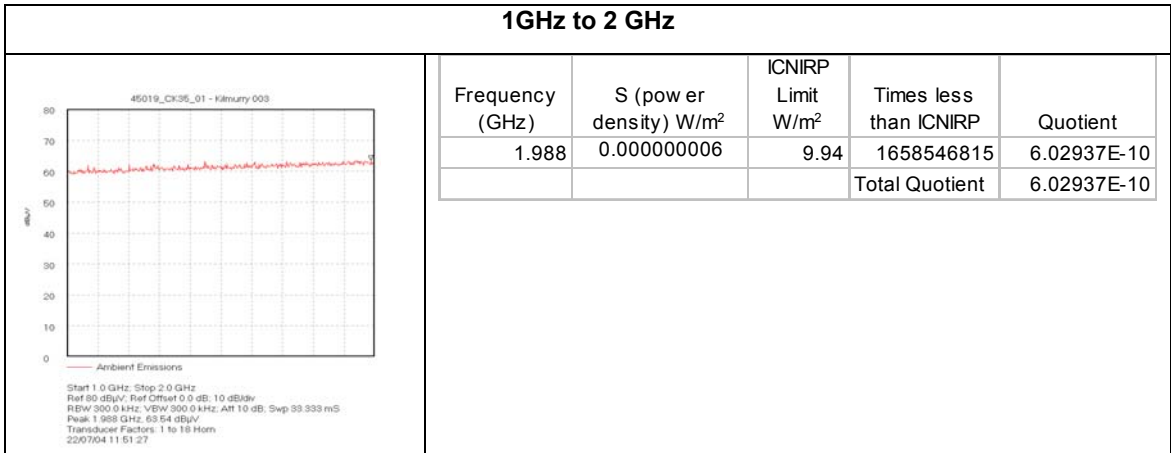 1GHz to 2 GHz
45019_CK35_01 - Kilmurry 003
80
70
60
50
40
30
20
10
0
dBµV
Ambient Emissions
Start 1.0 GHz; Stop 2.0 GHz
Ref 80 dBµV; Ref Offset 0.0 dB; 10 dB/div
RBW 300.0 kHz; VBW 300.0 kHz; Att 10 dB; Swp 33.333 mS
Peak 1.988 GHz, 63.54 dBµV
Transducer Factors: 1 to 18 Horn
22/07/04 11:51:27
Frequency (GHz) S (pow er density) W/m² ICNIRP Limit W/m² Times less than ICNIRP Quotient
1.988 0.000000006 9.94 1658546815 6.02937E-10
Total Quotient 6.02937E-10